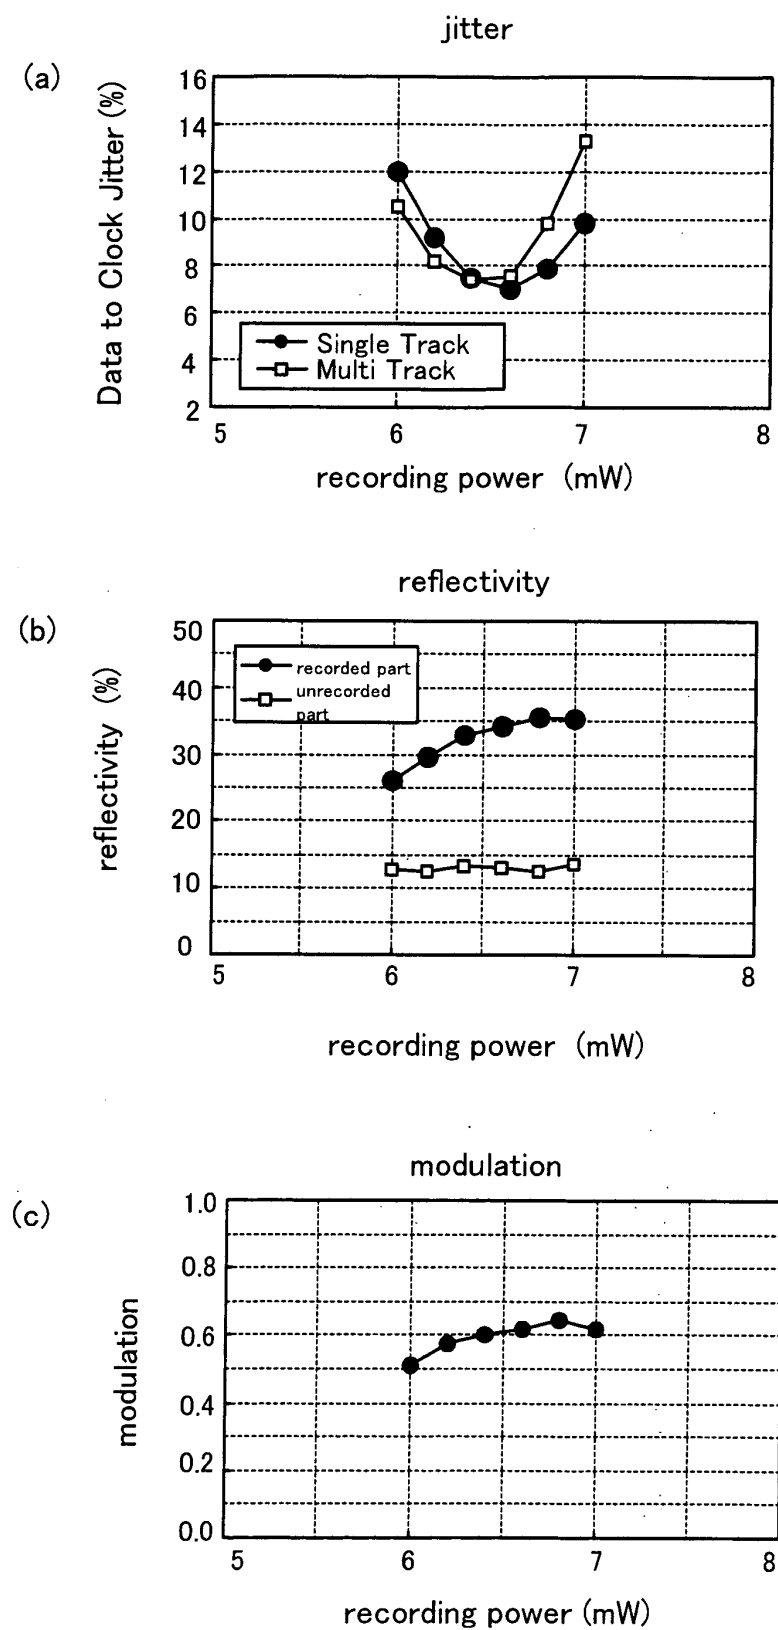 jitter
(a)
Data to Clock Jitter (%)
16
14
12
10
8
6
4
2
Single Track
Multi Track
5 6 7 8
recording power (mW)
reflectivity
(b)
reflectivity (%)
50
40
30
20
10
0
recorded part
unrecorded
part
5 6 7 8
recording power (mW)
modulation
(c)
modulation
1.0
0.8
0.6
0.4
0.2
0.0
5 6 7 8
recording power (mW)